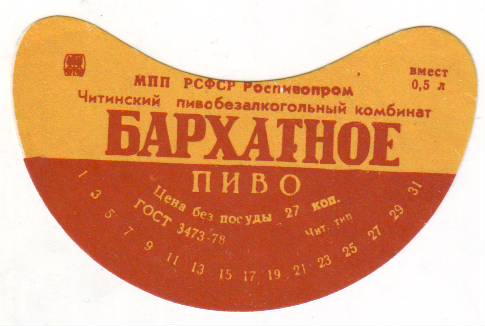 МПП РСФСР Роспивопром
вмест
0,5 л
Читинский пивобезалкогольный комбинат
БАРХАТНОЕ
ПИВО
Цена без посуды 27 коп.
ГОСТ 3473-78
Чит. тип
1 3 5 7 9 11 13 15 17 19 21 23 25 27 29 31